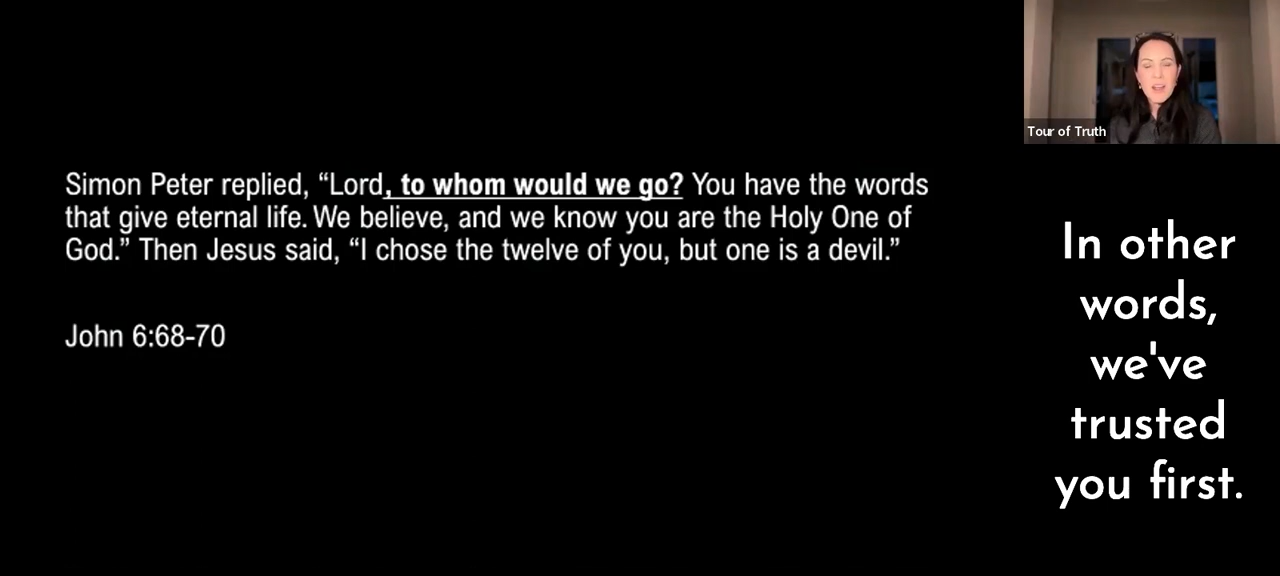 Simon Peter replied, “Lord, to whom would we go? You have the words
that give eternal life. We believe, and we know you are the Holy One of
God.” Then Jesus said, “I chose the twelve of you, but one is a devil.”
John 6:68-70
Tour of Truth
In other
words,
we've
trusted
you first.